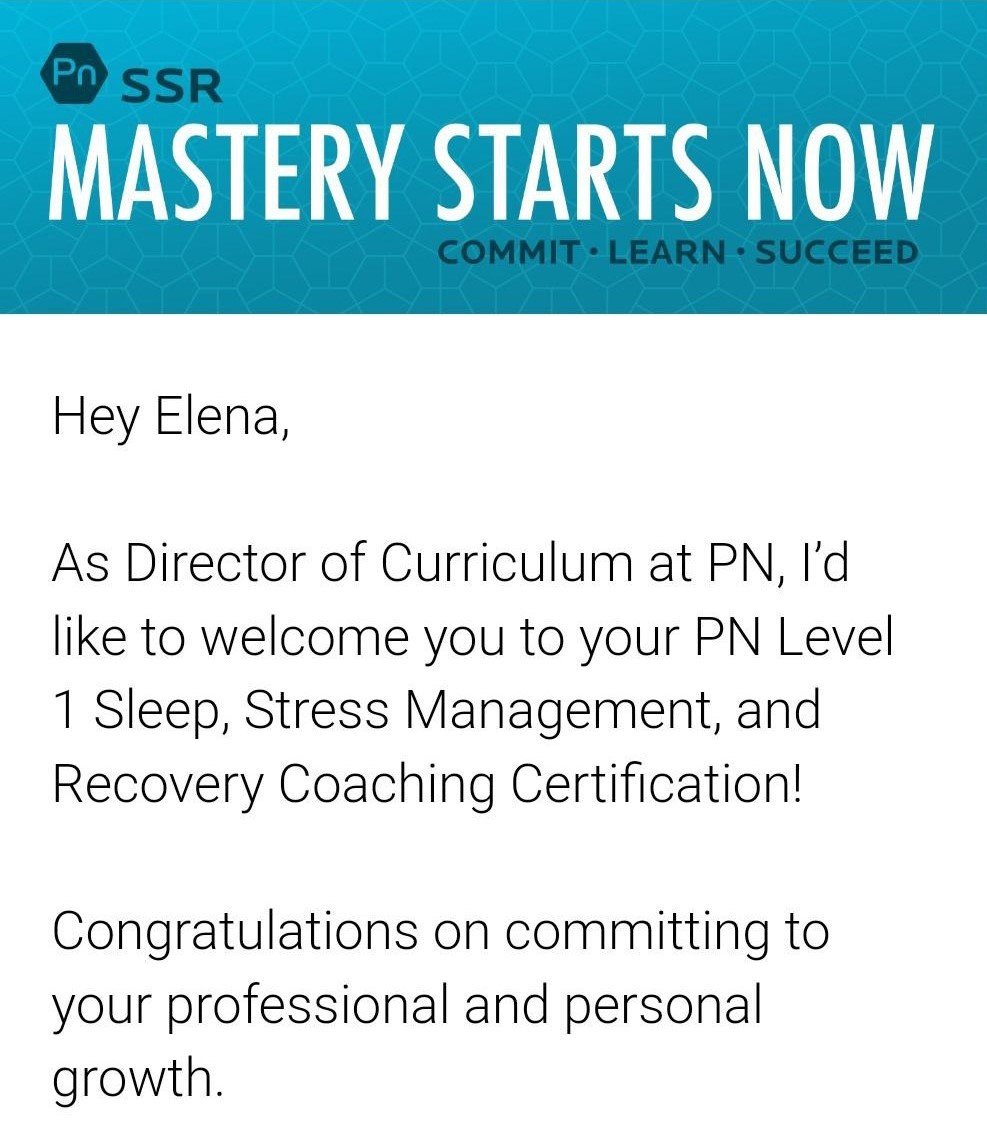 Pn SSR
MASTERY STARTS NOW
COMMIT · LEARN · SUCCEED
Hey Elena,
As Director of Curriculum at PN, I’d
like to welcome you to your PN Level
1 Sleep, Stress Management, and
Recovery Coaching Certification!
Congratulations on committing to
your professional and personal
growth.